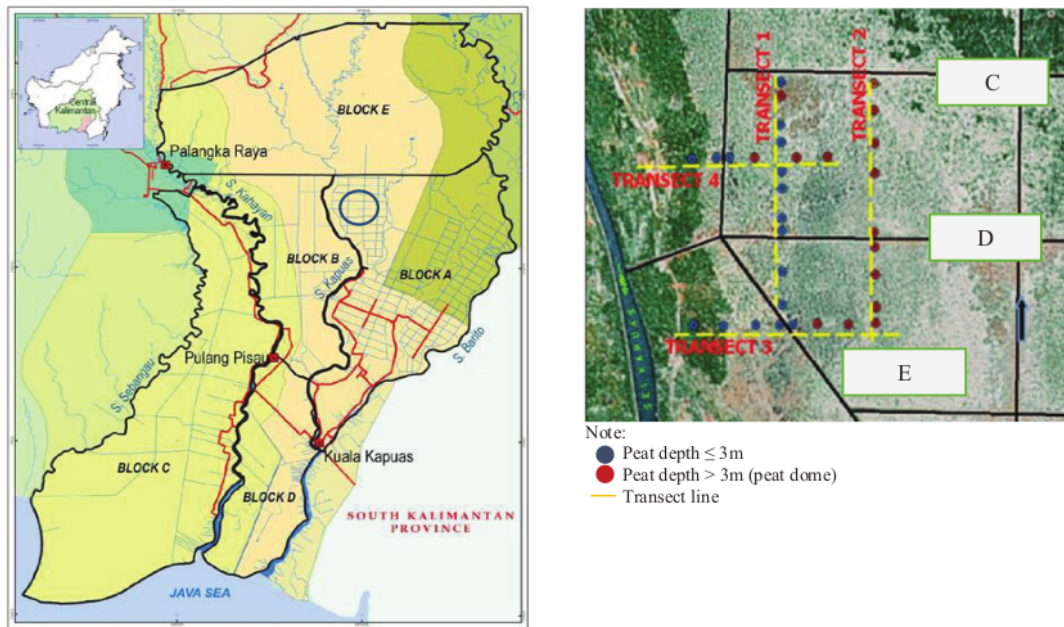 Central
Kalimantan
BLOCK E
Palangka Raya
S. Kahayan
BLOCK B
S. Kapuas
BLOCK A
S. Barito
Pulang Pisau
S. Sebangau
Kuala Kapuas
BLOCK C
BLOCK D
SOUTH KALIMANTAN
PROVINCE
JAVA SEA
TRANSECT 1
TRANSECT 2
C
TRANSECT 4
D
TRANSECT 3
E
Note:
Peat depth ≤ 3m
Peat depth > 3m (peat dome)
Transect line